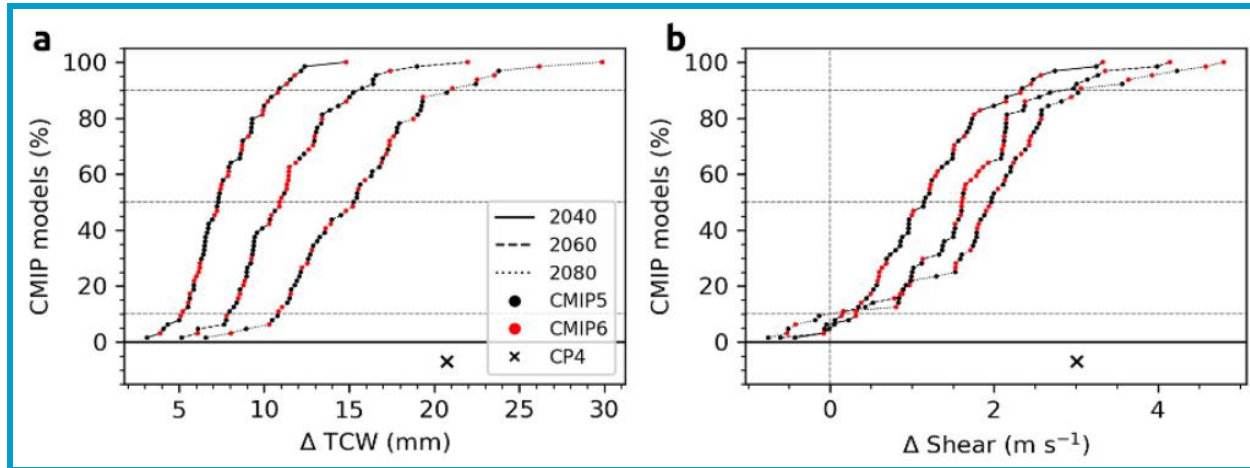 a
CMIP models (%)
100
80
60
40
20
0
2040
2060
2080
CMIP5
CMIP6
CP4
5 10 15 20 25 30
Δ TCW (mm)
b
CMIP models (%)
100
80
60
40
20
0
0 2 4
Δ Shear (m s⁻¹)